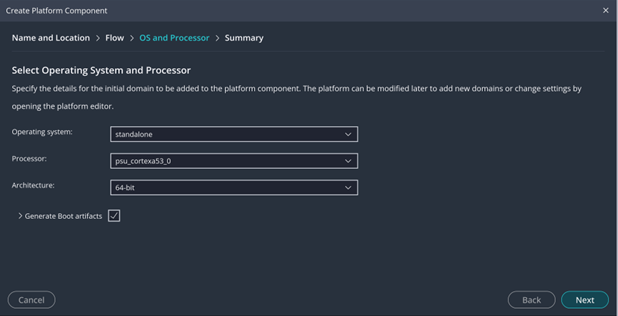 Create Platform Component
Name and Location > Flow > OS and Processor > Summary
Select Operating System and Processor
Specify the details for the initial domain to be added to the platform component. The platform can be modified later to add new domains or change settings by
opening the platform editor.
Operating system: standalone
Processor: psu_cortexa53_0
Architecture: 64-bit
Generate Boot artifacts
Cancel Back Next